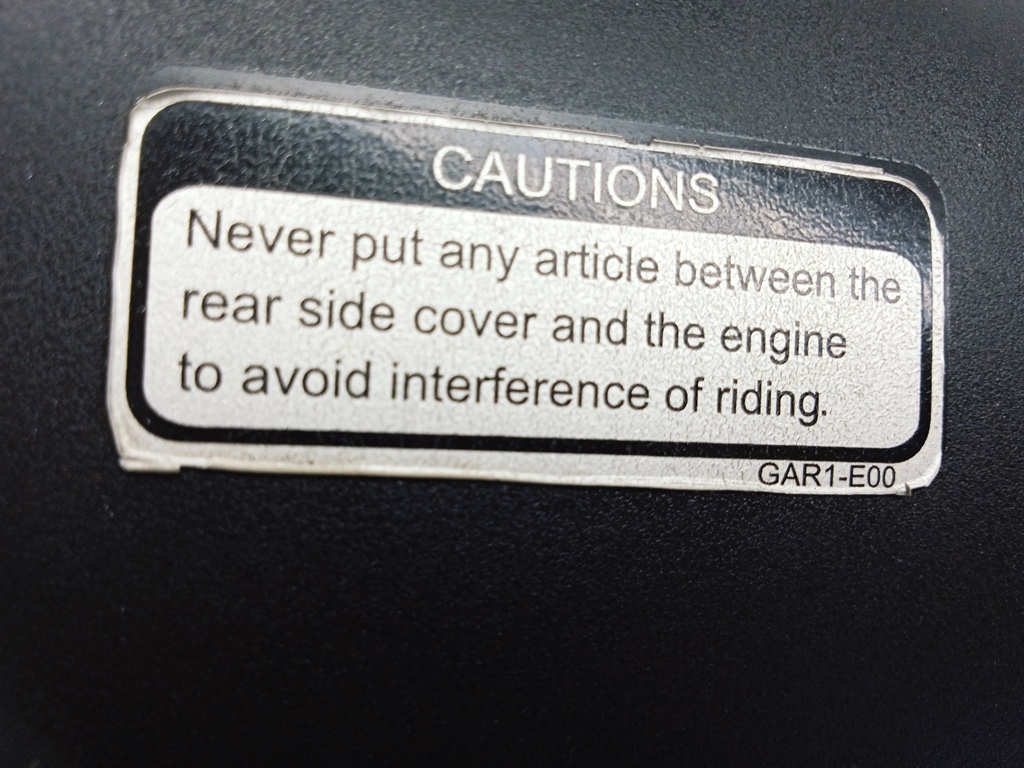 CAUTIONS
Never put any article between the
rear side cover and the engine
to avoid interference of riding.
GAR1-E00